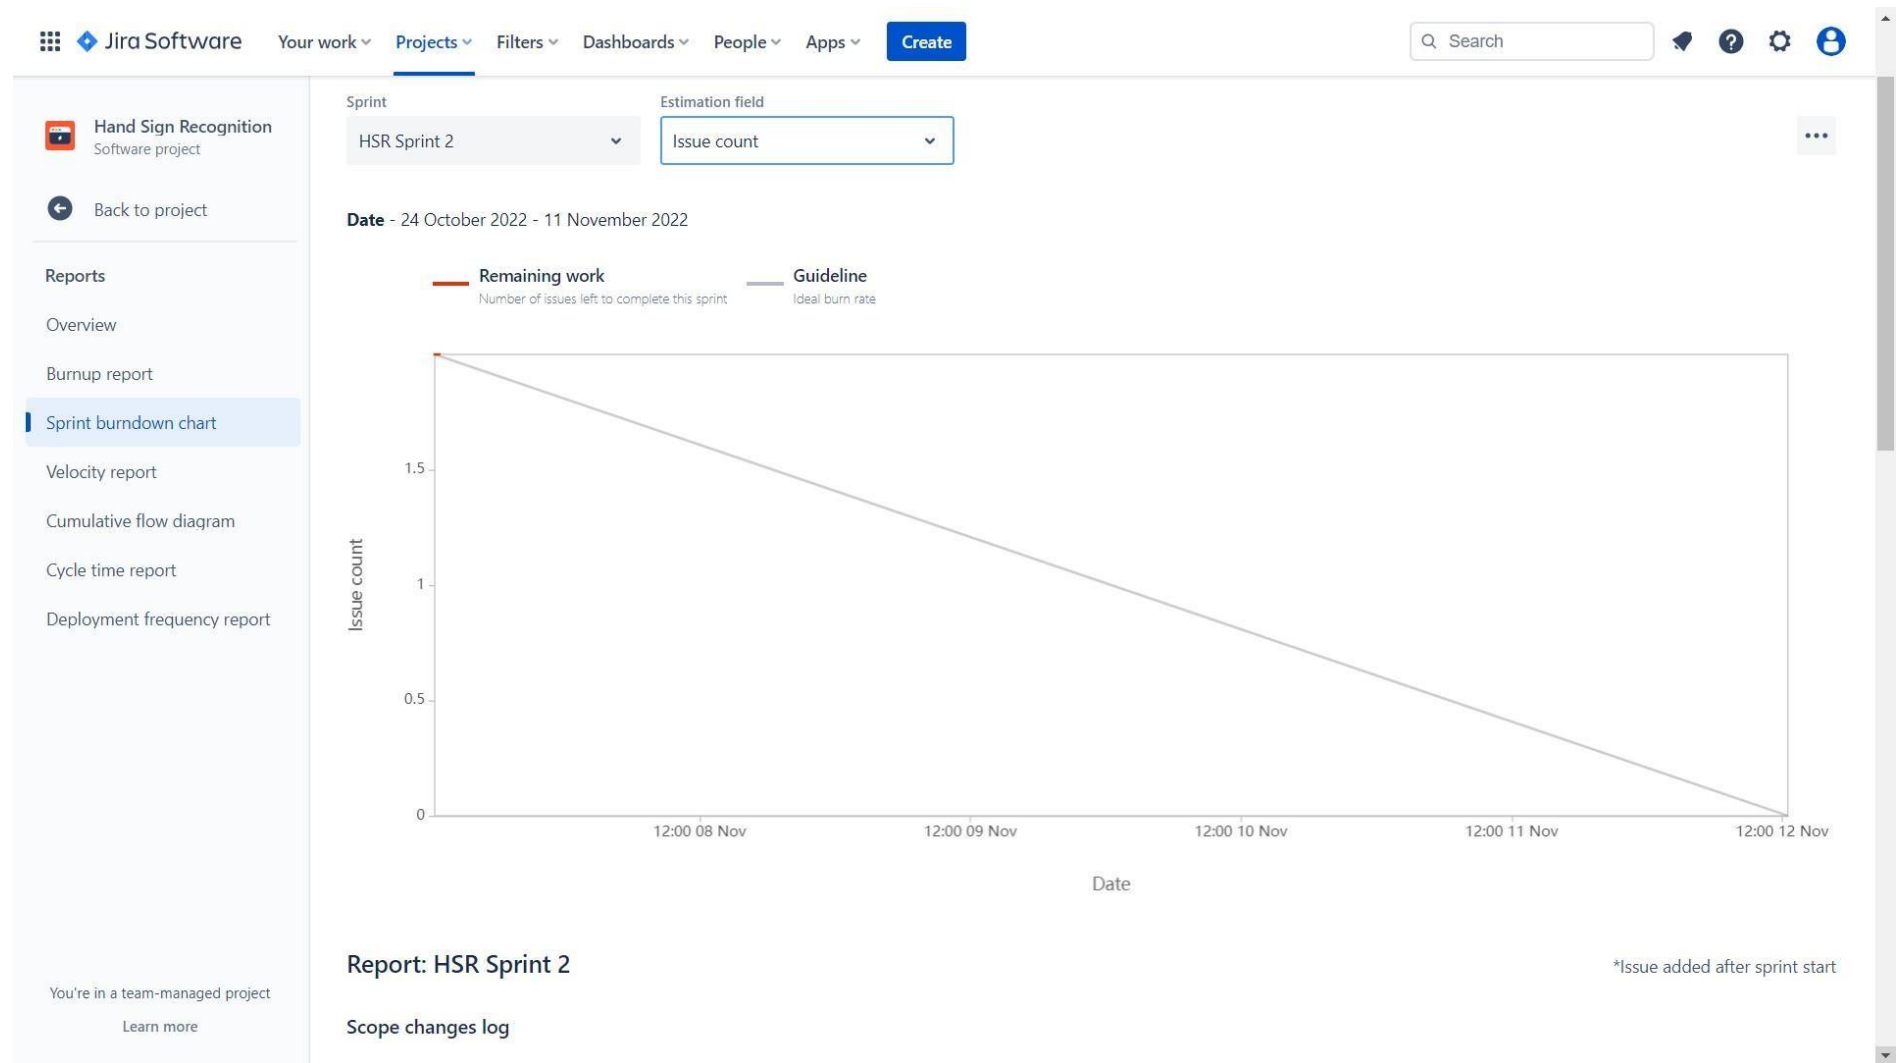 Jira Software Your work Projects Filters Dashboards People Apps Create Search
Sprint Estimation field
Hand Sign Recognition
Software project
HSR Sprint 2 Issue count
Back to project
Date - 24 October 2022 - 11 November 2022
Reports
Overview
Burnup report
Sprint burndown chart
Velocity report
Cumulative flow diagram
Cycle time report
Deployment frequency report
Remaining work
Number of issues left to complete this sprint
Guideline
Ideal burn rate
1.5
1
0.5
0
Issue count
12:00 08 Nov 12:00 09 Nov 12:00 10 Nov 12:00 11 Nov 12:00 12 Nov
Date
Report: HSR Sprint 2
*Issue added after sprint start
Scope changes log
You're in a team-managed project
Learn more